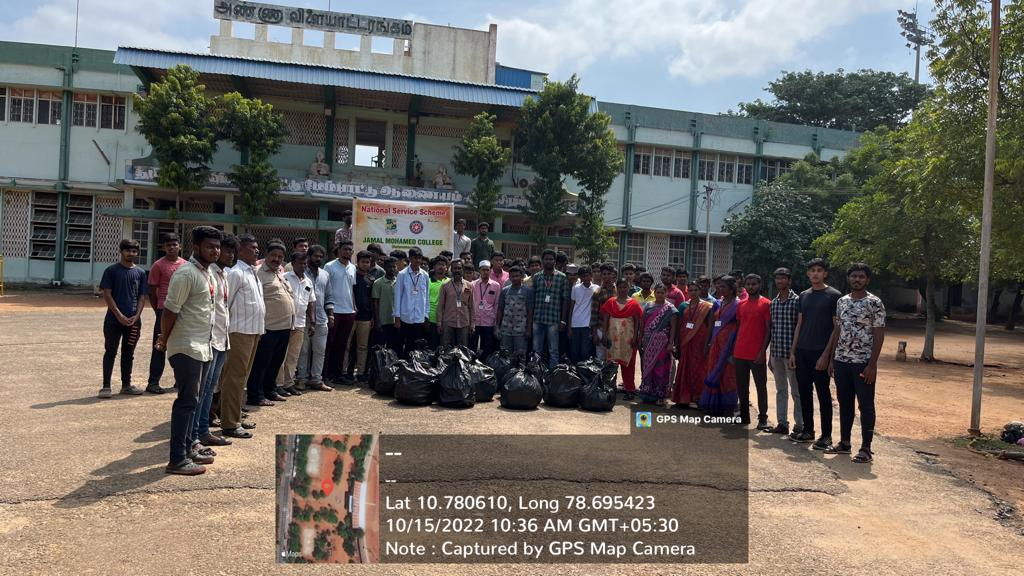 அண்ணா விளையாட்டரங்கம்
National Service Scheme
JAMAL MOHAMED COLLEGE
GPS Map Camera
--
--
Lat 10.780610, Long 78.695423
10/15/2022 10:36 AM GMT+05:30
Note : Captured by GPS Map Camera
Maps